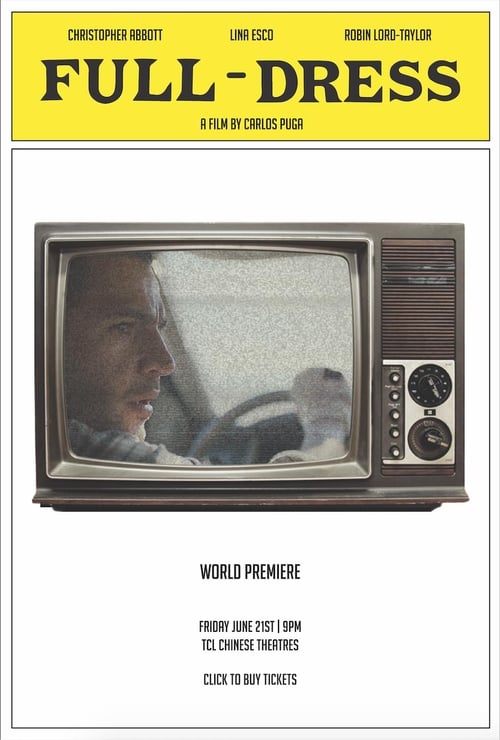 CHRISTOPHER ABBOTT LINA ESCO ROBIN LORD-TAYLOR
FULL-DRESS
A FILM BY CARLOS PUGA
WORLD PREMIERE
FRIDAY JUNE 21ST | 9PM
TCL CHINESE THEATRES
CLICK TO BUY TICKETS